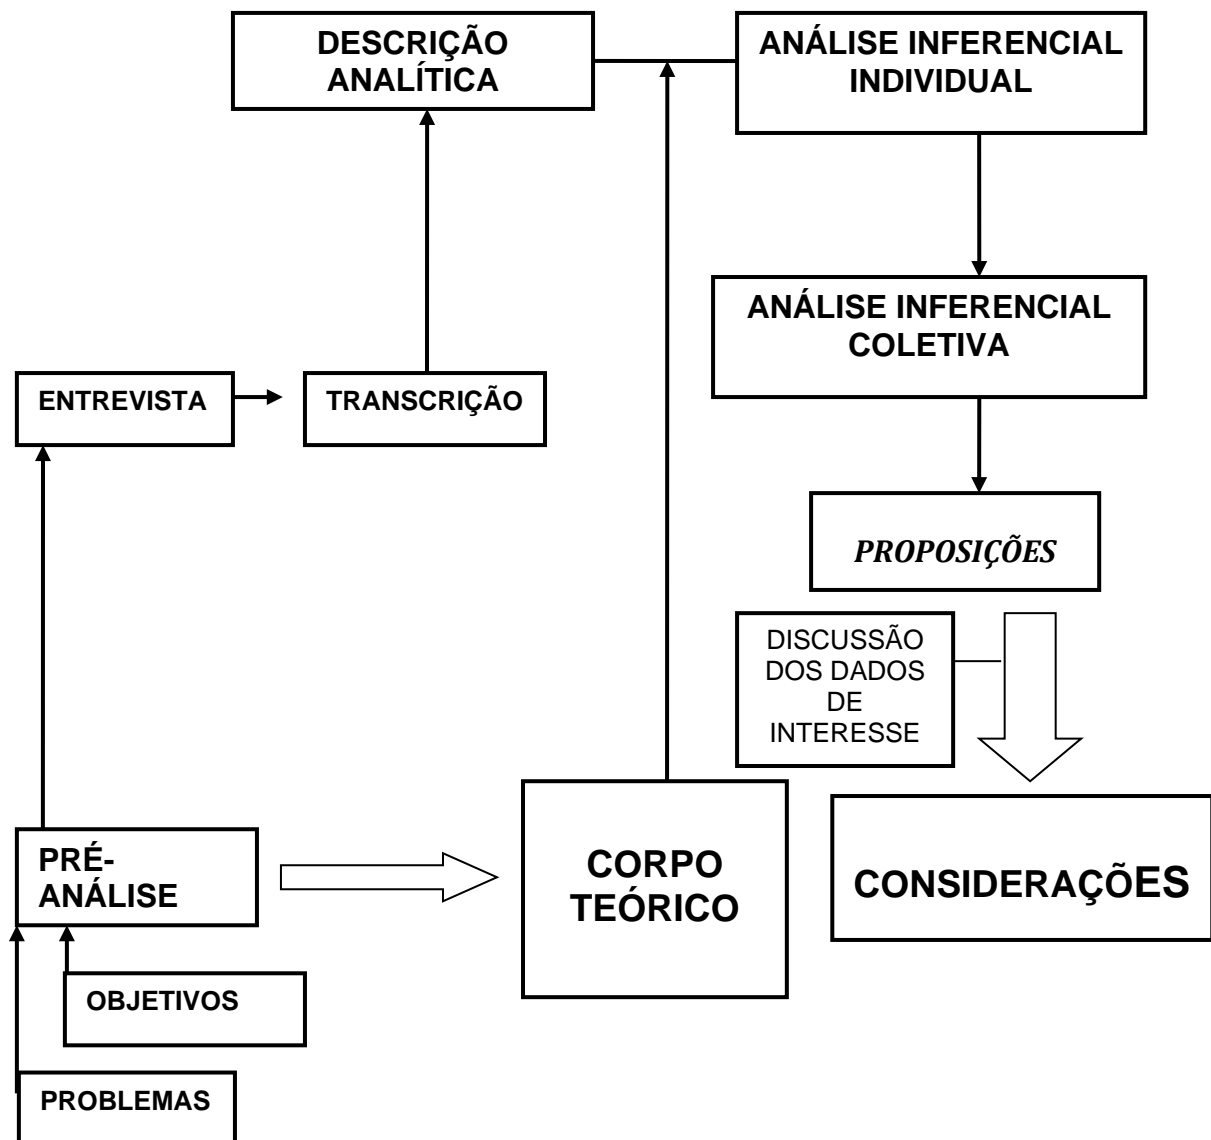 DESCRIÇÃO
ANALÍTICA
ANÁLISE INFERENCIAL
INDIVIDUAL
ANÁLISE INFERENCIAL
COLETIVA
ENTREVISTA
TRANSCRIÇÃO
PROPOSIÇÕES
DISCUSSÃO
DOS DADOS
DE
INTERESSE
PRÉ-
ANÁLISE
CORPO
TEÓRICO
CONSIDERAÇÕES
OBJETIVOS
PROBLEMAS